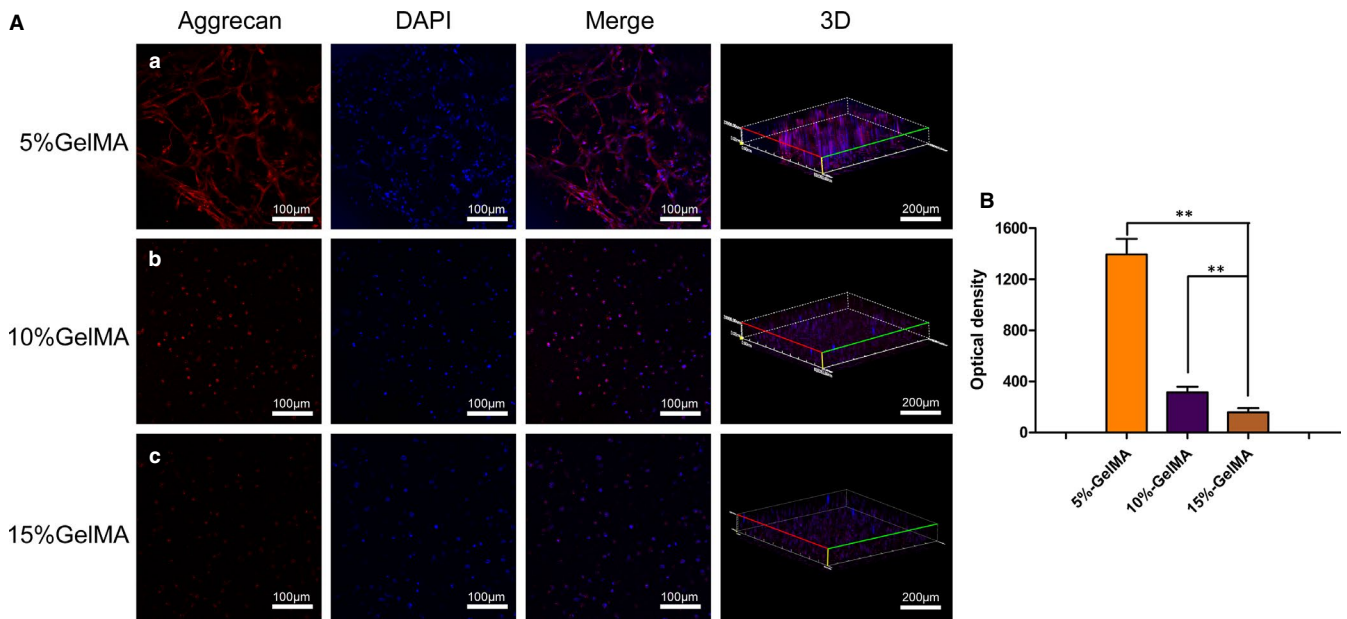 A
Aggrecan DAPI Merge 3D
a
5%GelMA
100μm 100μm 100μm 200μm
b
10%GelMA
100μm 100μm 100μm 200μm
c
15%GelMA
100μm 100μm 100μm 200μm
B
**
**
Optical density
1600
1200
800
400
0
5%-GelMA 10%-GelMA 15%-GelMA